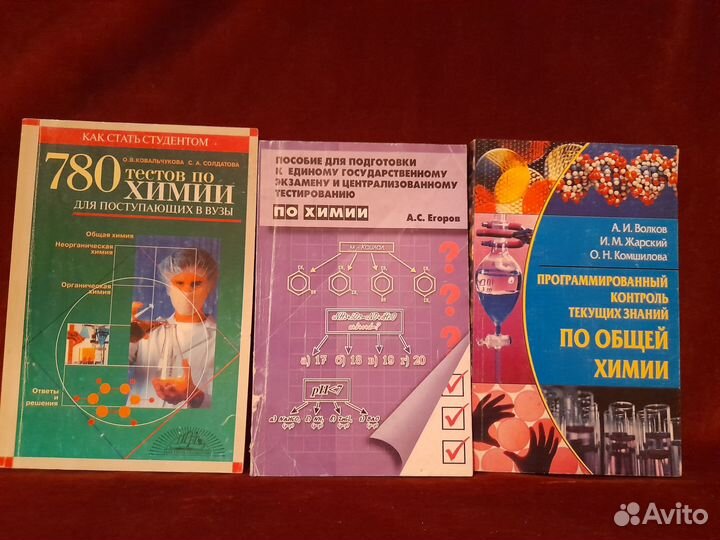 КАК СТАТЬ СТУДЕНТОМ
О.В.КОВАЛЬЧУКОВА С. А. СОЛДАТОВА
780 тестов по
ХИМИИ
ДЛЯ ПОСТУПАЮЩИХ В ВУЗЫ
Общая химия
Неорганическая
химия
Органическая
химия
Ответы
и
решения
ПОСОБИЕ ДЛЯ ПОДГОТОВКИ
К ЕДИНОМУ ГОСУДАРСТВЕННОМУ
ЭКЗАМЕНУ И ЦЕНТРАЛИЗОВАННОМУ
ТЕСТИРОВАНИЮ
ПО ХИМИИ
А.С. Егоров
?
?
?
а) 17 б) 18 в) 19 г) 20
pH<7
А. И. Волков
И. М. Жарский
О. Н. Комшилова
ПРОГРАММИРОВАННЫЙ
КОНТРОЛЬ
ТЕКУЩИХ ЗНАНИЙ
ПО ОБЩЕЙ
ХИМИИ
Avito